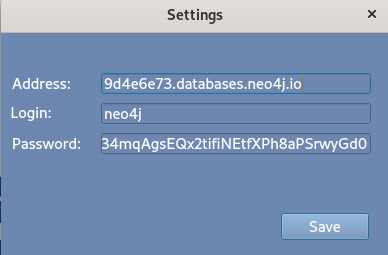 Settings
Address: 9d4e6e73.databases.neo4j.io
Login: neo4j
Password: 34mqAgsEQx2tifiNEtfXPh8aPSrwyGd0
Save